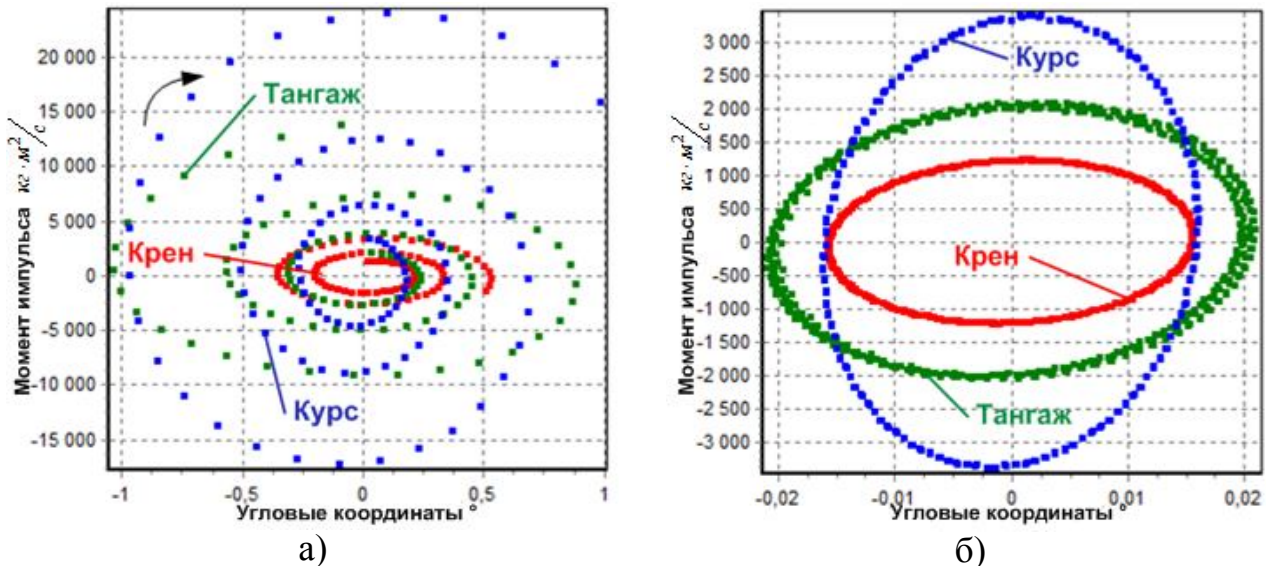 20 000
15 000
10 000
5 000
0
-5 000
-10 000
-15 000
Момент импульса кг·м²/с
Тангаж
Крен
Курс
-1
-0,5
0
0,5
1
Угловые координаты °
а)
3 000
2 500
2 000
1 500
1 000
500
0
-500
-1 000
-1 500
-2 000
-2 500
-3 000
Момент импульса кг·м²/с
Курс
Крен
Тангаж
-0,02
-0,01
0
0,01
0,02
Угловые координаты °
б)